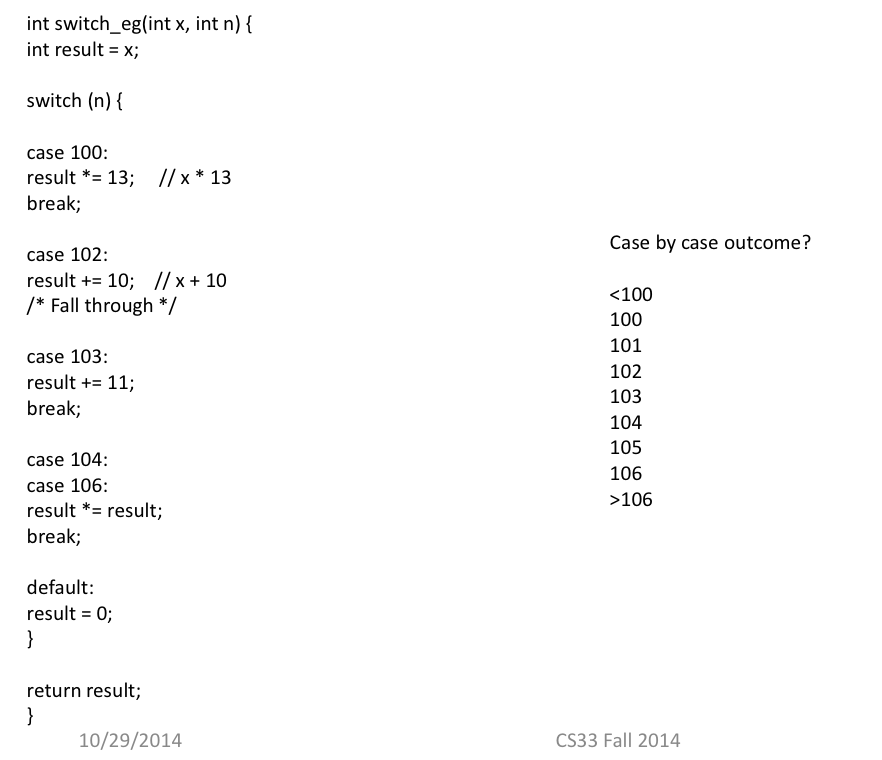 int switch_eg(int x, int n) {
int result = x;
switch (n) {
case 100:
result *= 13; // x * 13
break;
case 102:
result += 10; // x + 10
/* Fall through */
case 103:
result += 11;
break;
case 104:
case 106:
result *= result;
break;
default:
result = 0;
}
return result;
}
Case by case outcome?
<100
100
101
102
103
104
105
106
>106
10/29/2014
CS33 Fall 2014